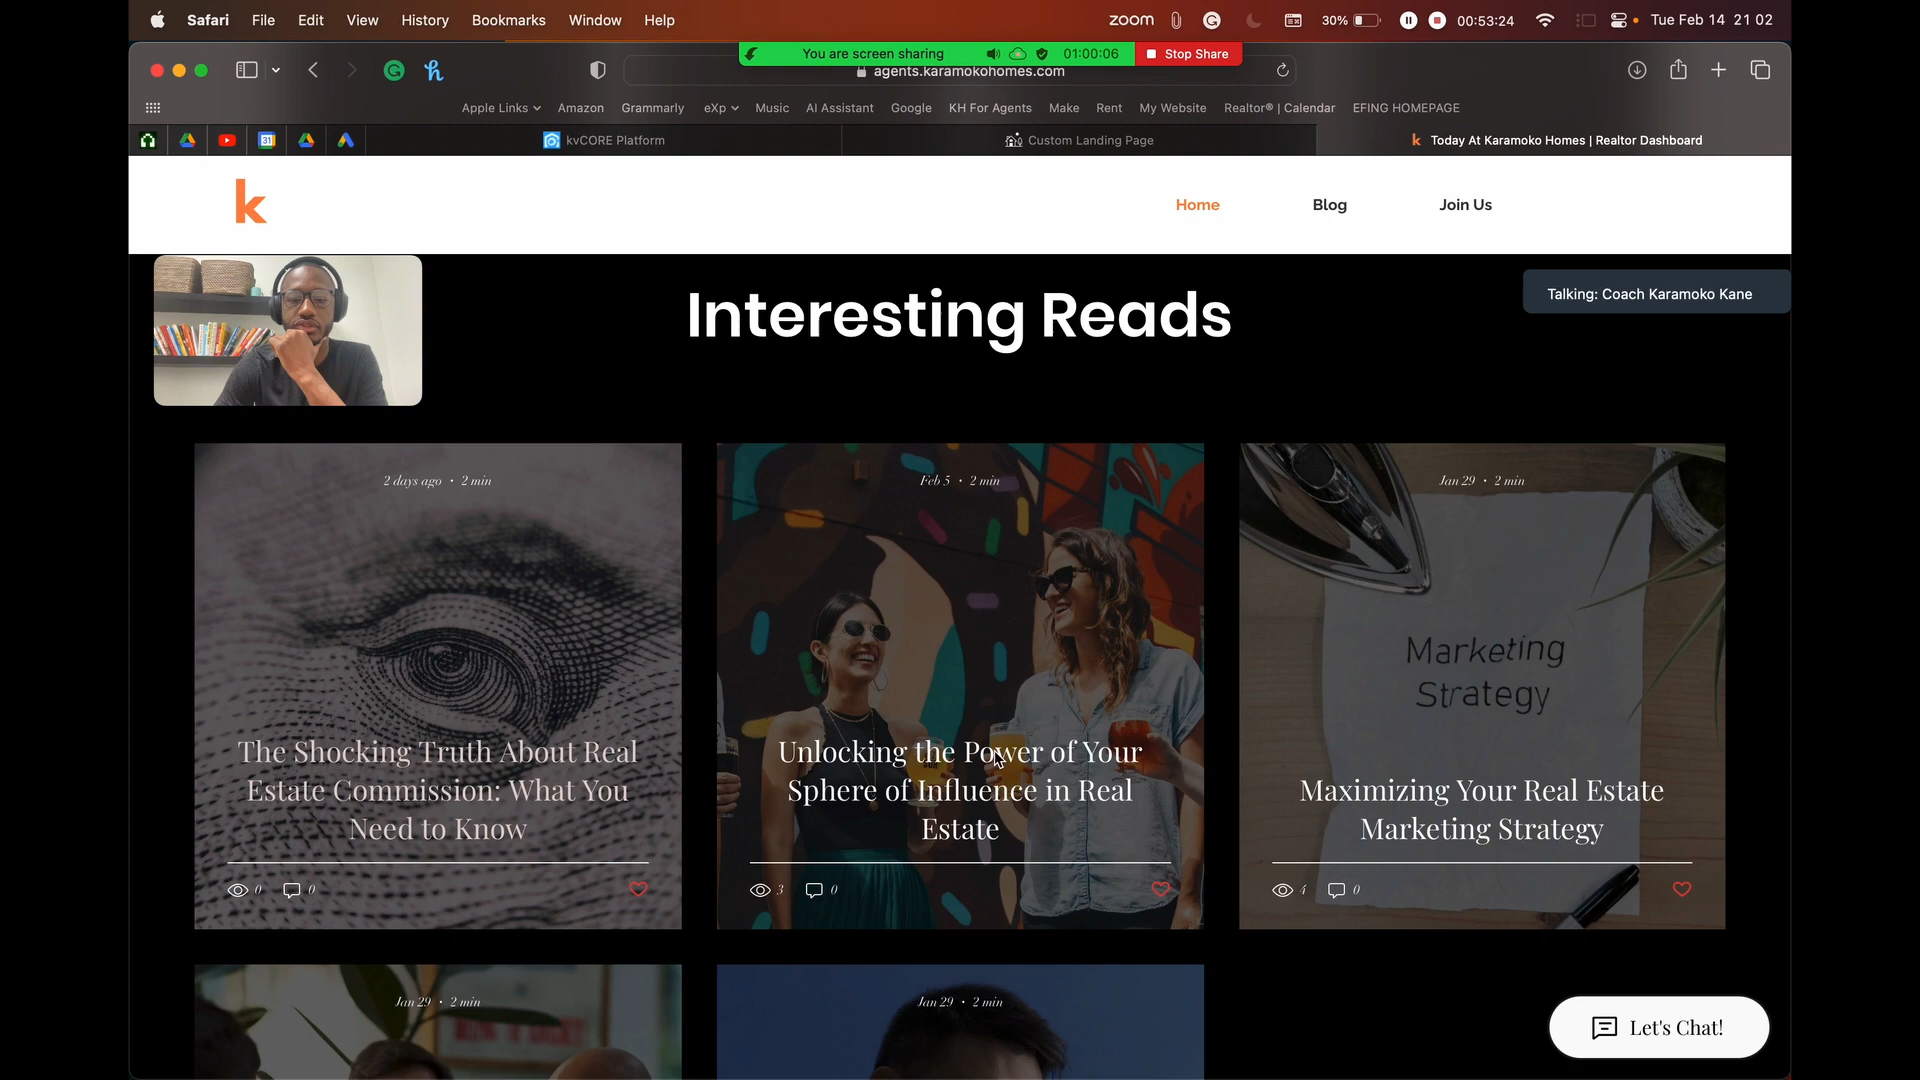 Safari File Edit View History Bookmarks Window Help
zoom 30% 00:53:24 Tue Feb 14 21 02
You are screen sharing 01:00:06 Stop Share
agents.karamokohomes.com
Apple Links Amazon Grammarly eXp Music AI Assistant Google KH For Agents Make Rent My Website Realtor® | Calendar EFING HOMEPAGE
31 kvCORE Platform Custom Landing Page k Today At Karamoko Homes | Realtor Dashboard
k
Home Blog Join Us
Talking: Coach Karamoko Kane
Interesting Reads
2 days ago • 2 min
The Shocking Truth About Real
Estate Commission: What You
Need to Know
0 0
Feb 5 • 2 min
Unlocking the Power of Your
Sphere of Influence in Real
Estate
3 0
Jan 29 • 2 min
Marketing
Strategy
Maximizing Your Real Estate
Marketing Strategy
4 0
Jan 29 • 2 min
Jan 29 • 2 min
Let's Chat!